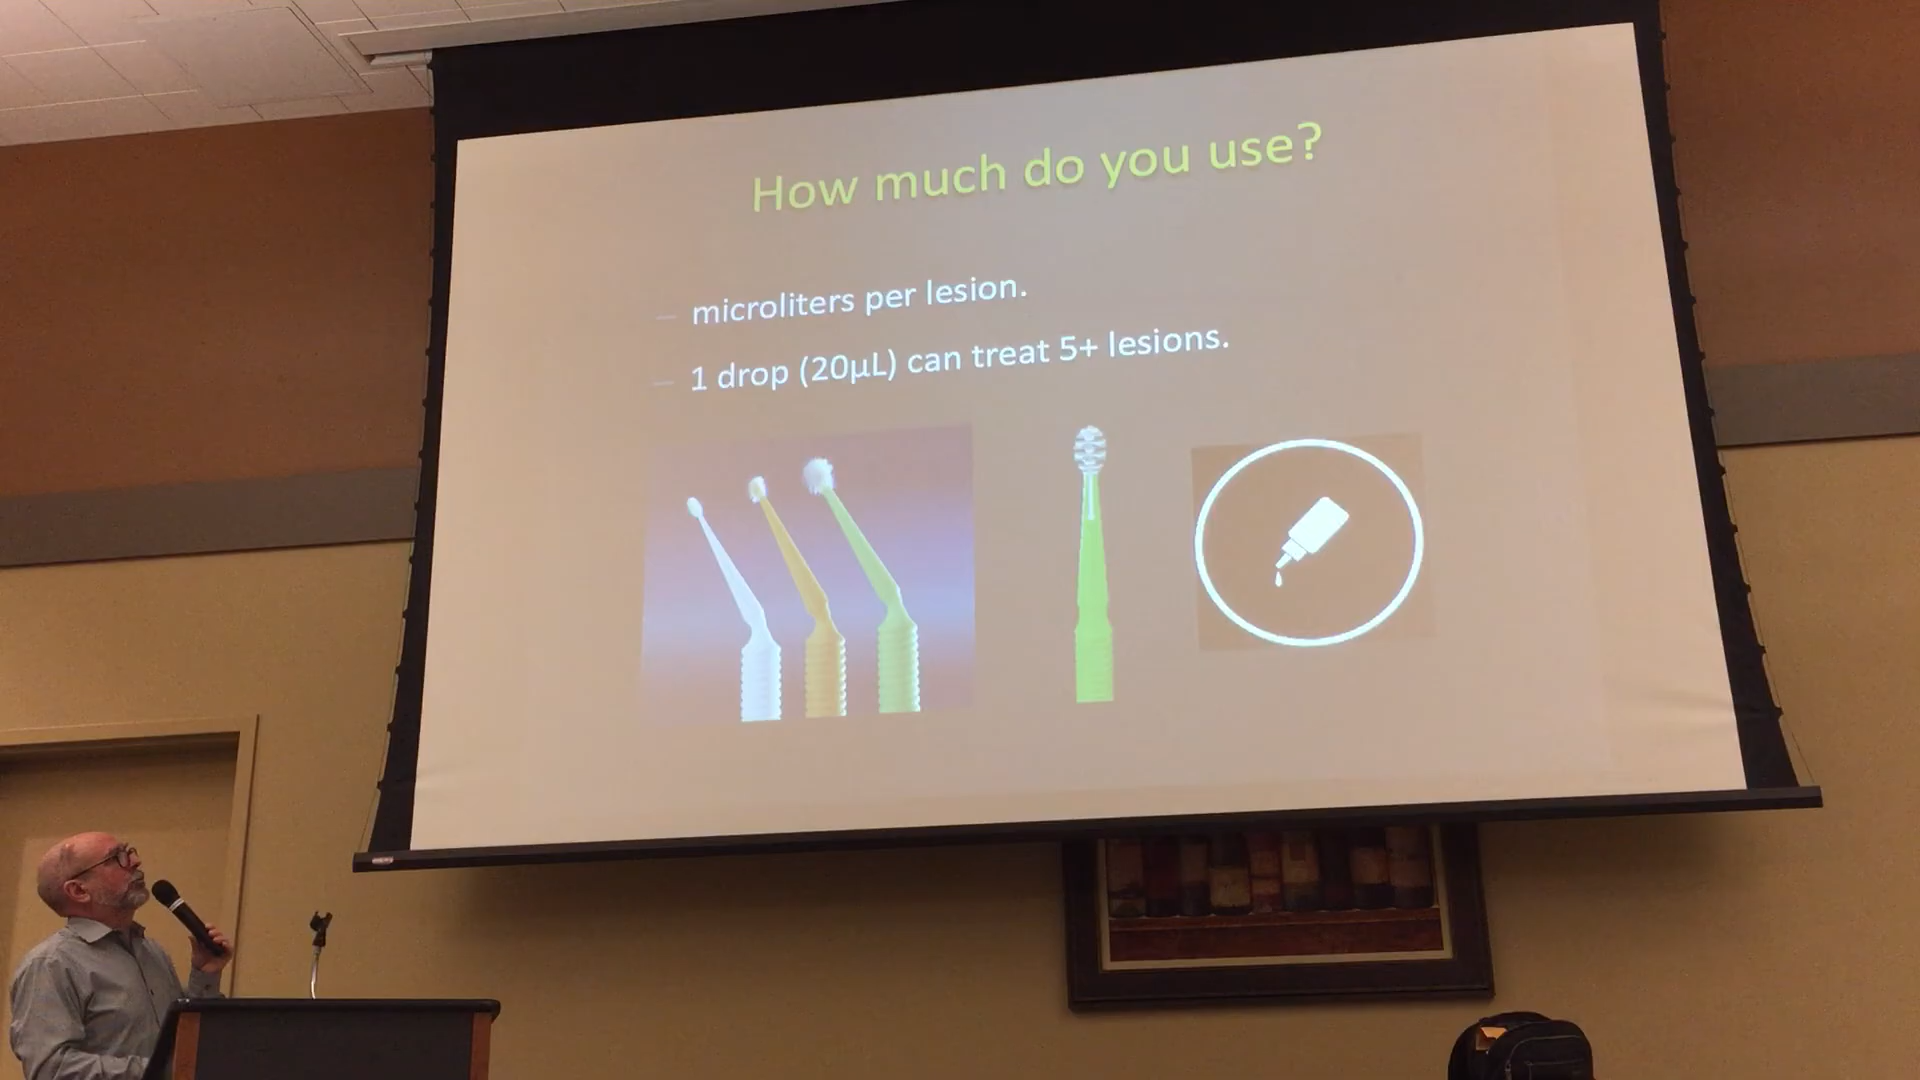 How much do you use?
– microliters per lesion.
– 1 drop (20µL) can treat 5+ lesions.